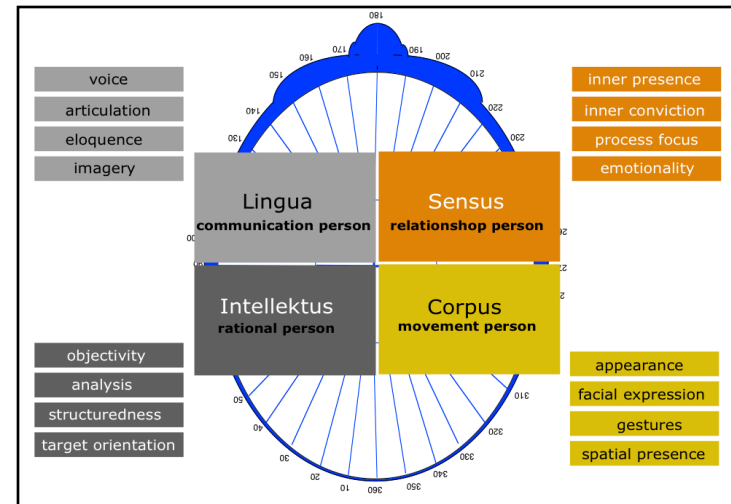 180
170
190
160
200
150
210
140
220
130
230
voice
articulation
eloquence
imagery
inner presence
inner conviction
process focus
emotionality
Lingua
communication person
Sensus
relationshop person
Intellektus
rational person
Corpus
movement person
objectivity
analysis
structuredness
target orientation
appearance
facial expression
gestures
spatial presence
50
40
30
20
10
360
350
340
330
320
310